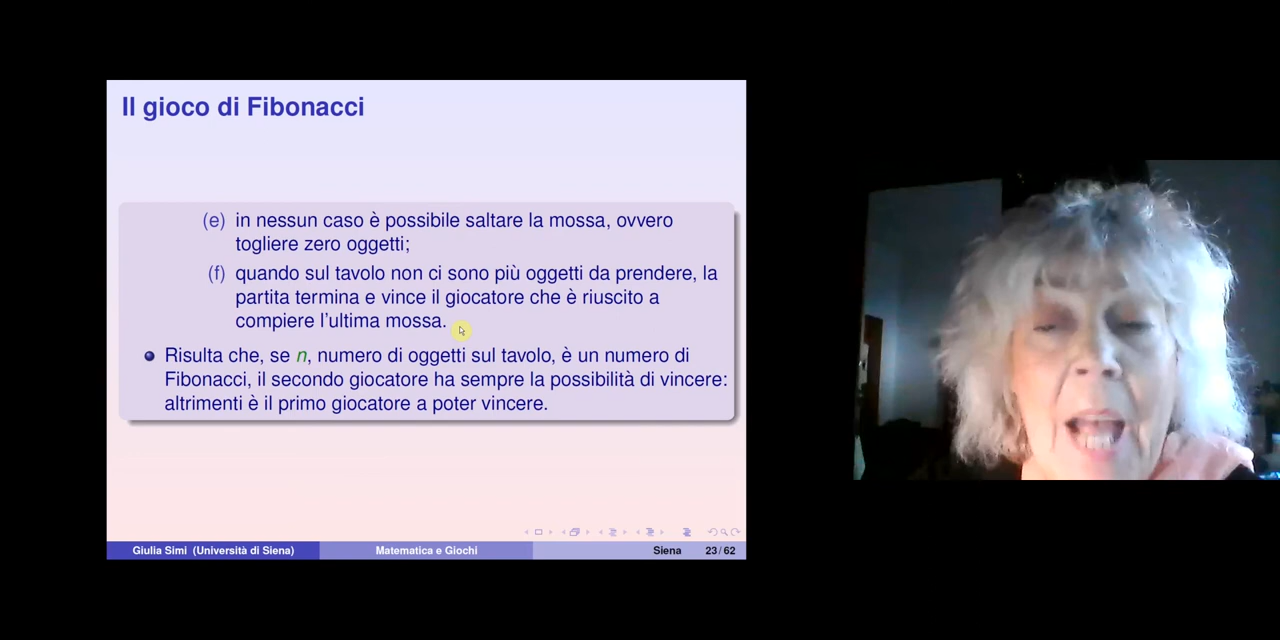 Il gioco di Fibonacci
(e) in nessun caso è possibile saltare la mossa, ovvero
togliere zero oggetti;
(f) quando sul tavolo non ci sono più oggetti da prendere, la
partita termina e vince il giocatore che è riuscito a
compiere l'ultima mossa.
Risulta che, se n, numero di oggetti sul tavolo, è un numero di
Fibonacci, il secondo giocatore ha sempre la possibilità di vincere:
altrimenti è il primo giocatore a poter vincere.
Giulia Simi (Università di Siena) Matematica e Giochi Siena 23/62